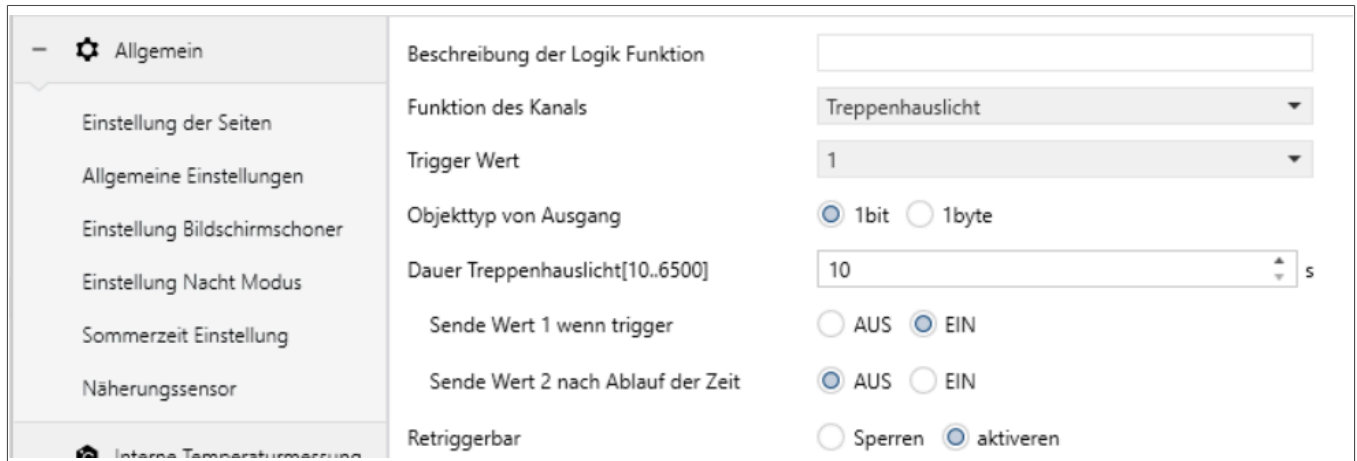 Allgemein
Einstellung der Seiten
Allgemeine Einstellungen
Einstellung Bildschirmschoner
Einstellung Nacht Modus
Sommerzeit Einstellung
Näherungssensor
Interne Temperaturmessung
Beschreibung der Logik Funktion
Funktion des Kanals Treppenhauslicht
Trigger Wert 1
Objekttyp von Ausgang 1bit 1byte
Dauer Treppenhauslicht[10..6500] 10 s
Sende Wert 1 wenn trigger AUS EIN
Sende Wert 2 nach Ablauf der Zeit AUS EIN
Retriggerbar Sperren aktiveren